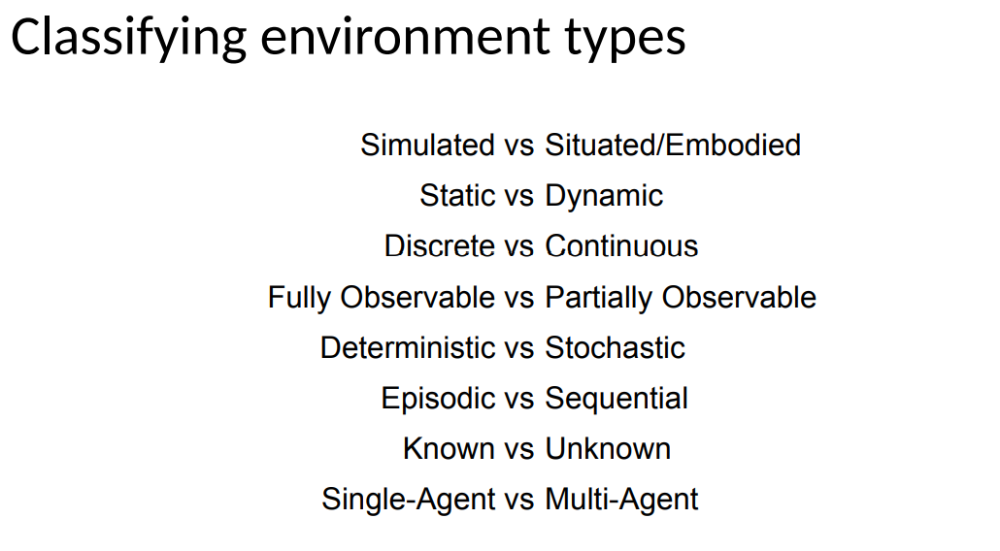 Classifying environment types
Simulated vs Situated/Embodied
Static vs Dynamic
Discrete vs Continuous
Fully Observable vs Partially Observable
Deterministic vs Stochastic
Episodic vs Sequential
Known vs Unknown
Single-Agent vs Multi-Agent